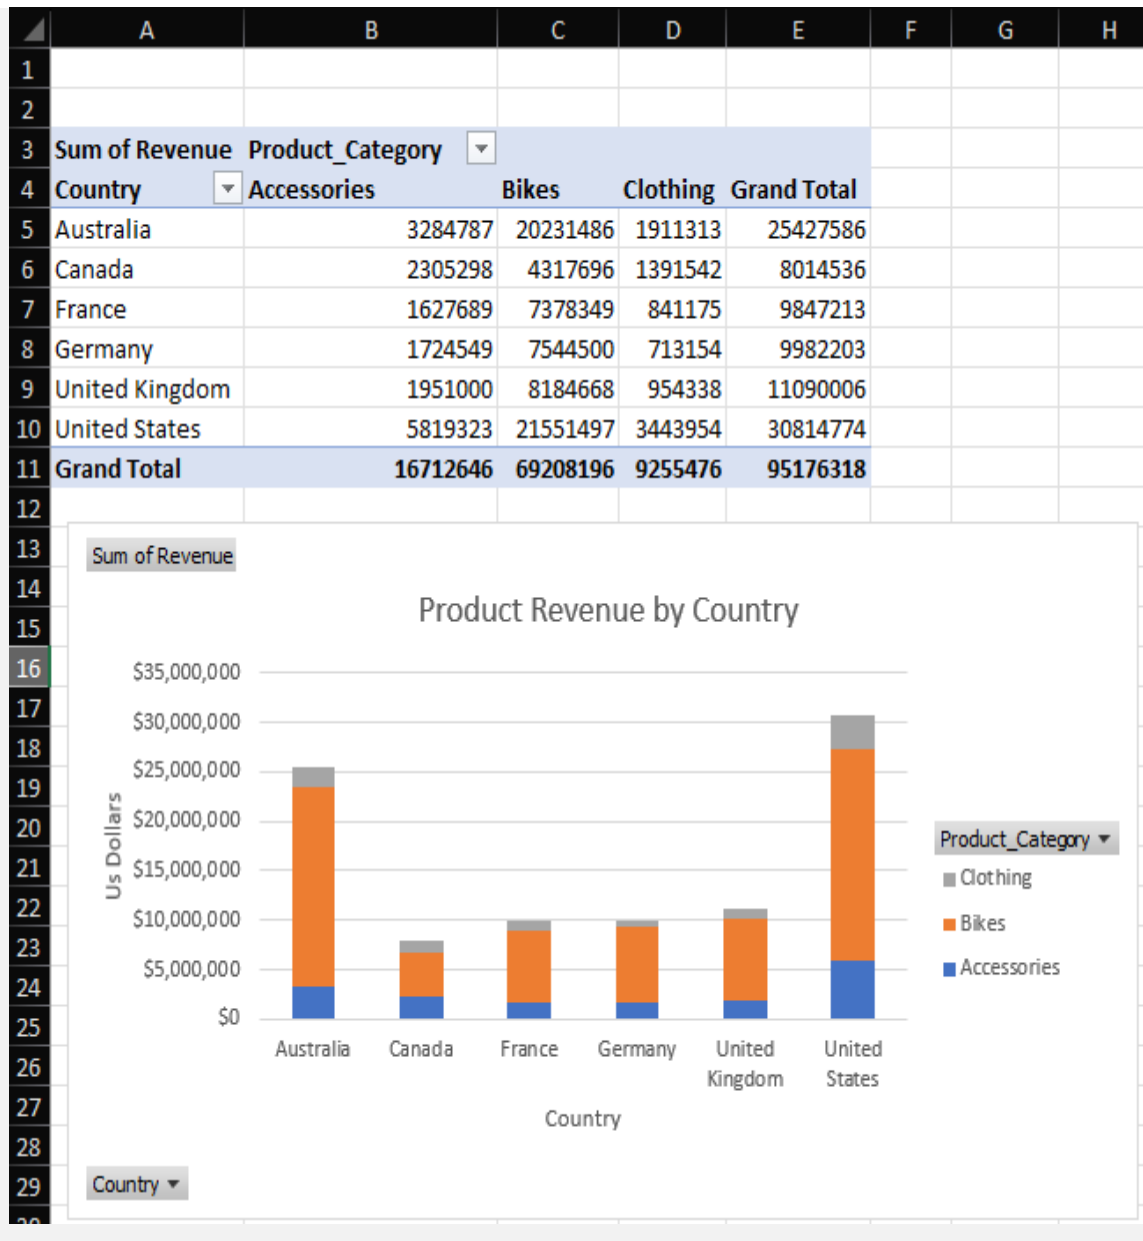 A B C D E F G H
1
2
3 Sum of Revenue Product_Category
4 Country Accessories Bikes Clothing Grand Total
5 Australia 3284787 20231486 1911313 25427586
6 Canada 2305298 4317696 1391542 8014536
7 France 1627689 7378349 841175 9847213
8 Germany 1724549 7544500 713154 9982203
9 United Kingdom 1951000 8184668 954338 11090006
10 United States 5819323 21551497 3443954 30814774
11 Grand Total 16712646 69208196 9255476 95176318
12
13 Sum of Revenue
14
Product Revenue by Country
15
16 $35,000,000
17 $30,000,000
18
$25,000,000
19
20 $20,000,000
Us Dollars
Product_Category
21 $15,000,000 Clothing
22 $10,000,000 Bikes
23
$5,000,000 Accessories
24
$0
25
Australia Canada France Germany United Kingdom United States
26
27 Country
28
29 Country